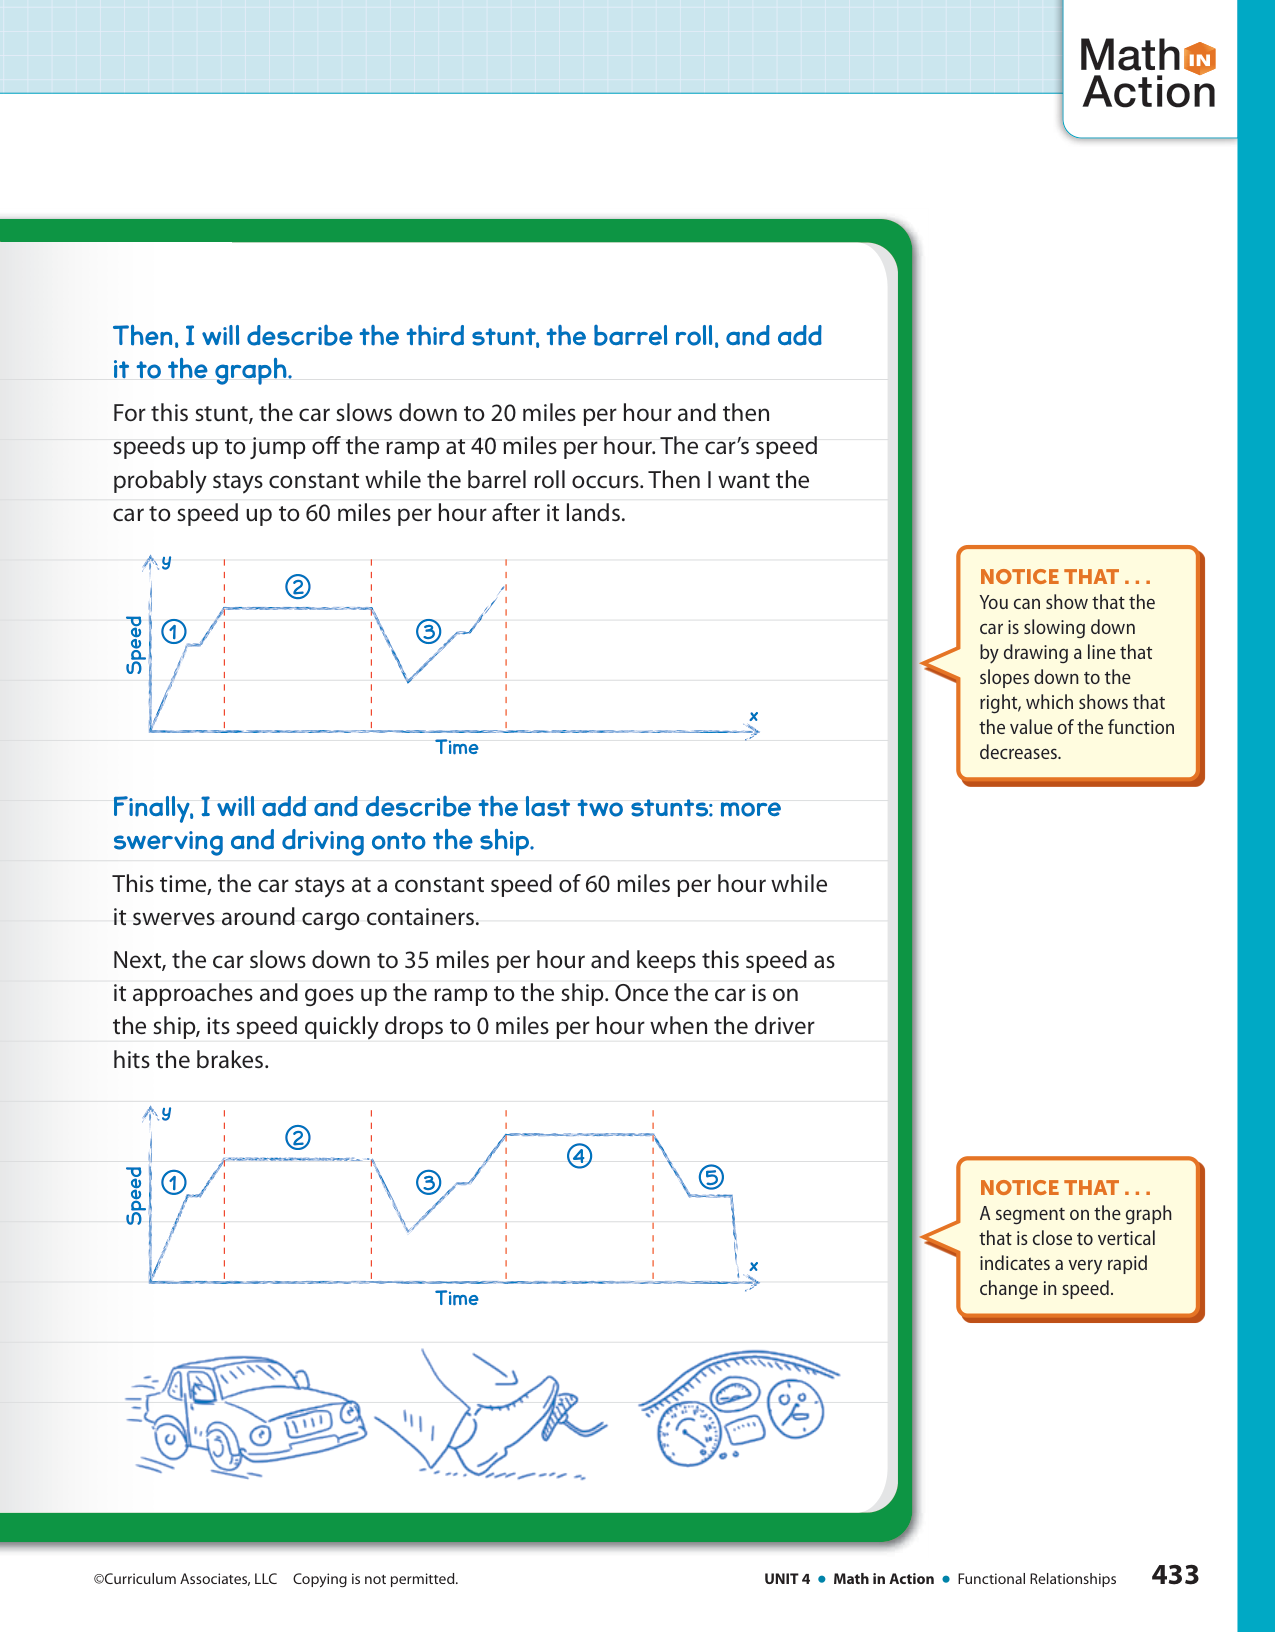 Math IN
Action
Then, I will describe the third stunt, the barrel roll, and add
it to the graph.
For this stunt, the car slows down to 20 miles per hour and then
speeds up to jump off the ramp at 40 miles per hour. The car’s speed
probably stays constant while the barrel roll occurs. Then I want the
car to speed up to 60 miles per hour after it lands.
y
2
1
3
Speed
x
Time
NOTICE THAT . . .
You can show that the
car is slowing down
by drawing a line that
slopes down to the
right, which shows that
the value of the function
decreases.
Finally, I will add and describe the last two stunts: more
swerving and driving onto the ship.
This time, the car stays at a constant speed of 60 miles per hour while
it swerves around cargo containers.
Next, the car slows down to 35 miles per hour and keeps this speed as
it approaches and goes up the ramp to the ship. Once the car is on
the ship, its speed quickly drops to 0 miles per hour when the driver
hits the brakes.
y
2
4
1
3
5
Speed
x
Time
NOTICE THAT . . .
A segment on the graph
that is close to vertical
indicates a very rapid
change in speed.
©Curriculum Associates, LLC Copying is not permitted.
UNIT 4 • Math in Action • Functional Relationships 433